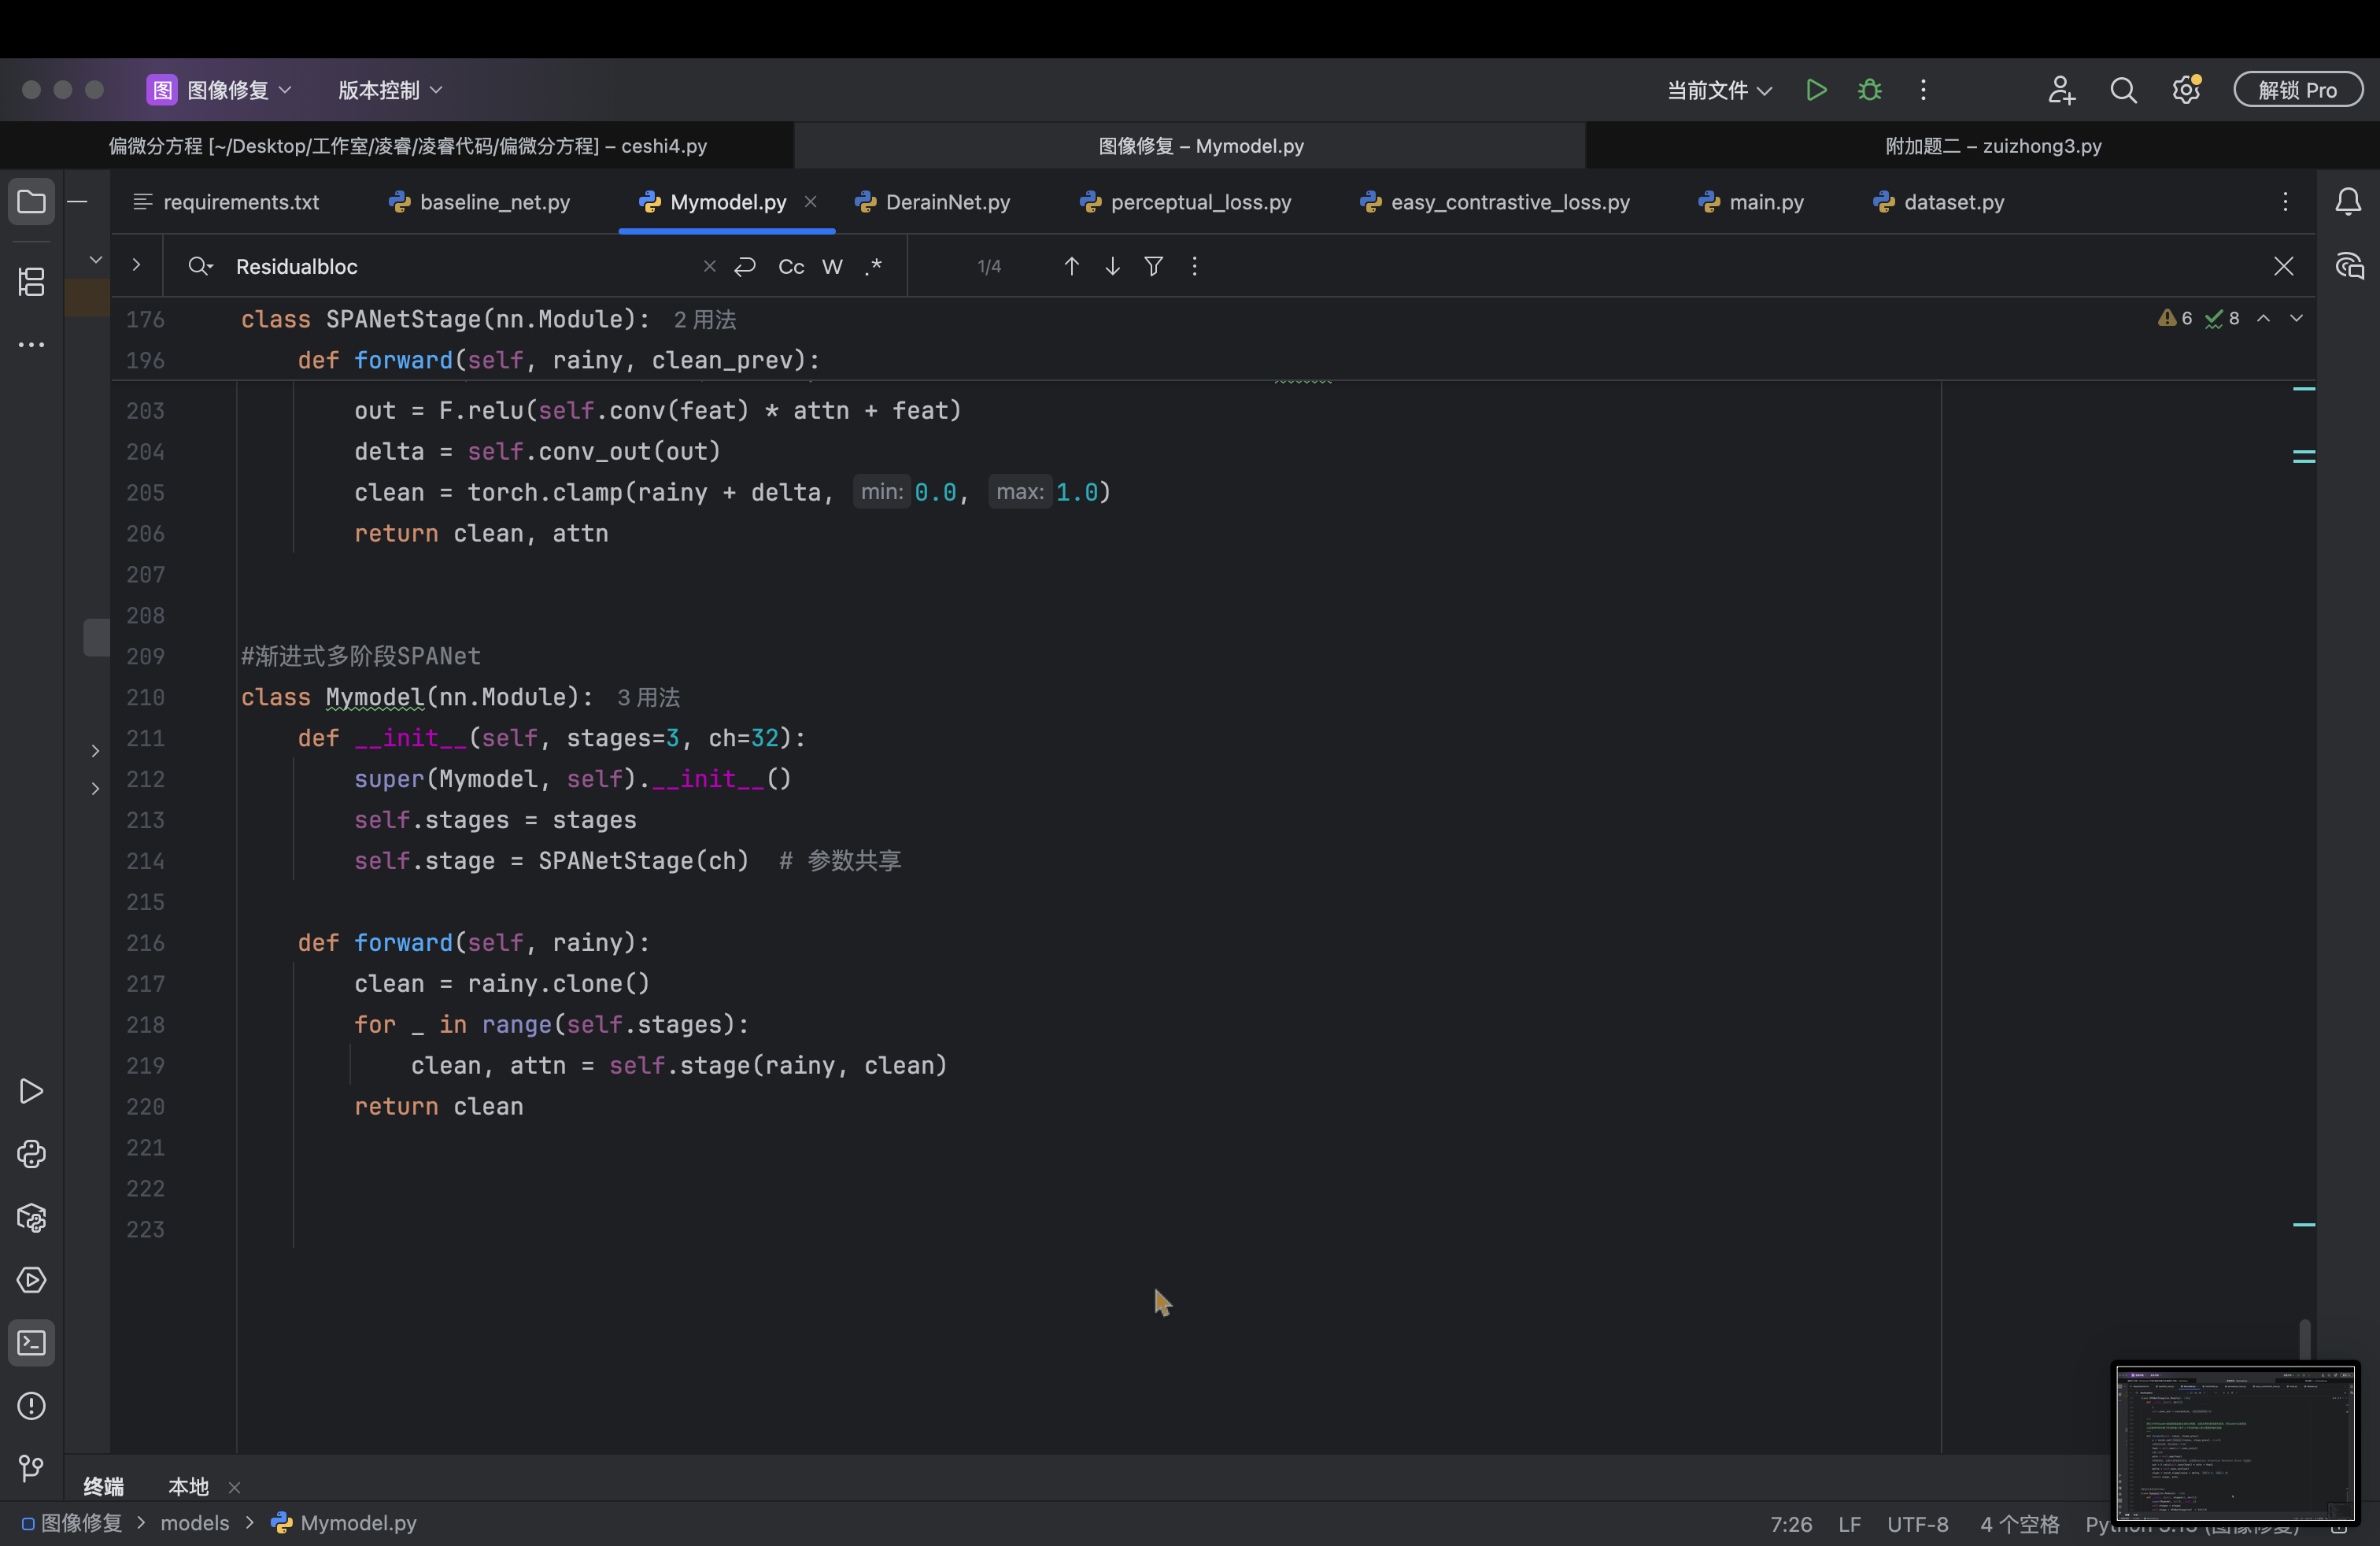 图 图像修复 版本控制 当前文件 解锁 Pro
偏微分方程 [~/Desktop/工作室/凌睿/凌睿代码/偏微分方程] – ceshi4.py 图像修复 – Mymodel.py 附加题二 – zuizhong3.py
requirements.txt baseline_net.py Mymodel.py DerainNet.py perceptual_loss.py easy_contrastive_loss.py main.py dataset.py
Residualbloc Cc W .* 1/4
176 class SPANetStage(nn.Module): 2 用法 6 8
196 def forward(self, rainy, clean_prev):
203 out = F.relu(self.conv(feat) * attn + feat)
204 delta = self.conv_out(out)
205 clean = torch.clamp(rainy + delta, min: 0.0, max: 1.0)
206 return clean, attn
207
208
209 #渐进式多阶段SPANet
210 class Mymodel(nn.Module): 3 用法
211 def __init__(self, stages=3, ch=32):
212 super(Mymodel, self).__init__()
213 self.stages = stages
214 self.stage = SPANetStage(ch) # 参数共享
215
216 def forward(self, rainy):
217 clean = rainy.clone()
218 for _ in range(self.stages):
219 clean, attn = self.stage(rainy, clean)
220 return clean
221
222
223
终端 本地
图像修复 models Mymodel.py 7:26 LF UTF-8 4 个空格